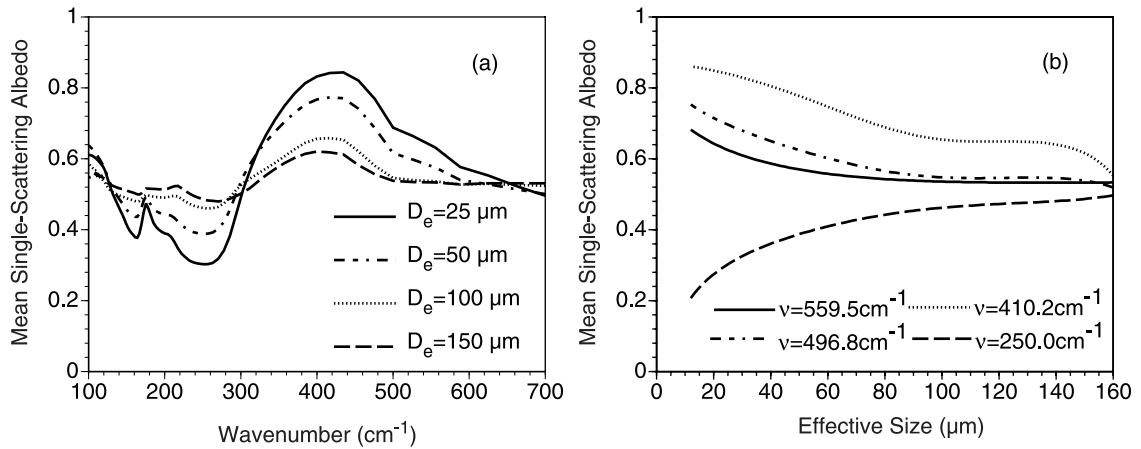 Mean Single-Scattering Albedo
1
0.8
0.6
0.4
0.2
0
(a)
Dₑ=25 µm
Dₑ=50 µm
Dₑ=100 µm
Dₑ=150 µm
100 200 300 400 500 600 700
Wavenumber (cm⁻¹)
Mean Single-Scattering Albedo
1
0.8
0.6
0.4
0.2
0
(b)
ν=559.5cm⁻¹ ν=410.2cm⁻¹
ν=496.8cm⁻¹ ν=250.0cm⁻¹
0 20 40 60 80 100 120 140 160
Effective Size (µm)